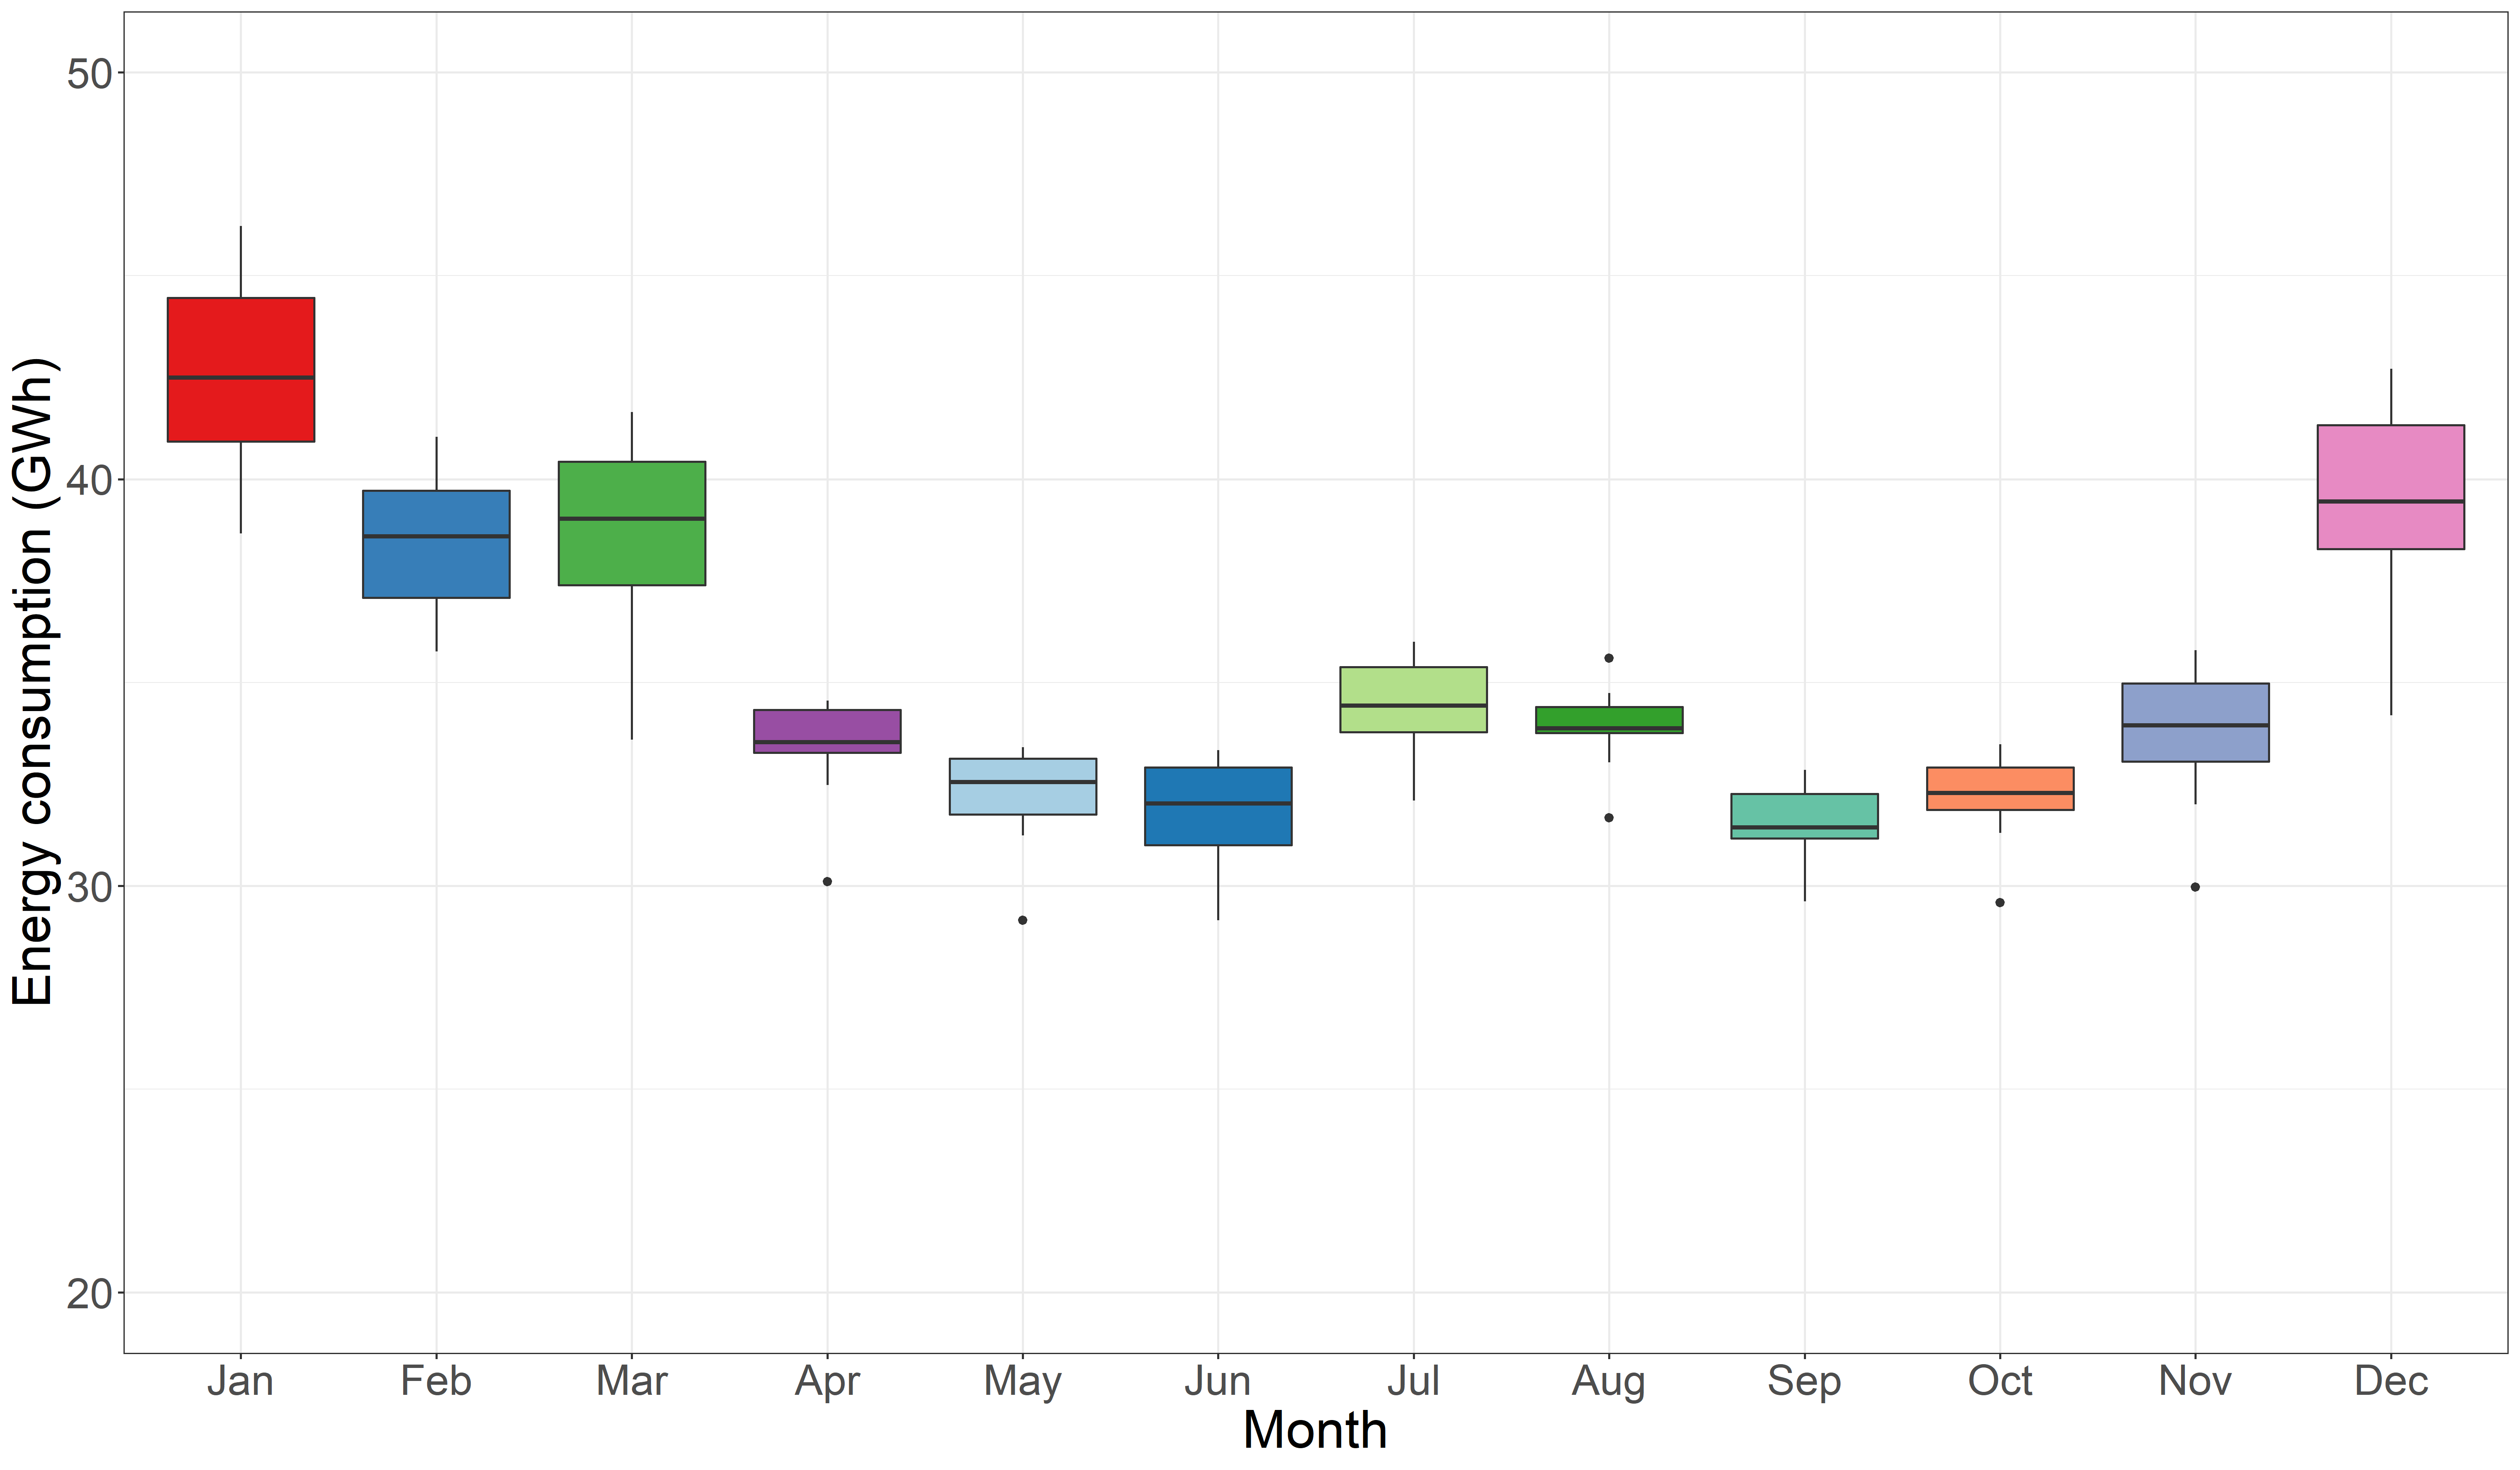 Energy consumption (GWh)
50
40
30
20
Jan Feb Mar Apr May Jun Jul Aug Sep Oct Nov Dec
Month